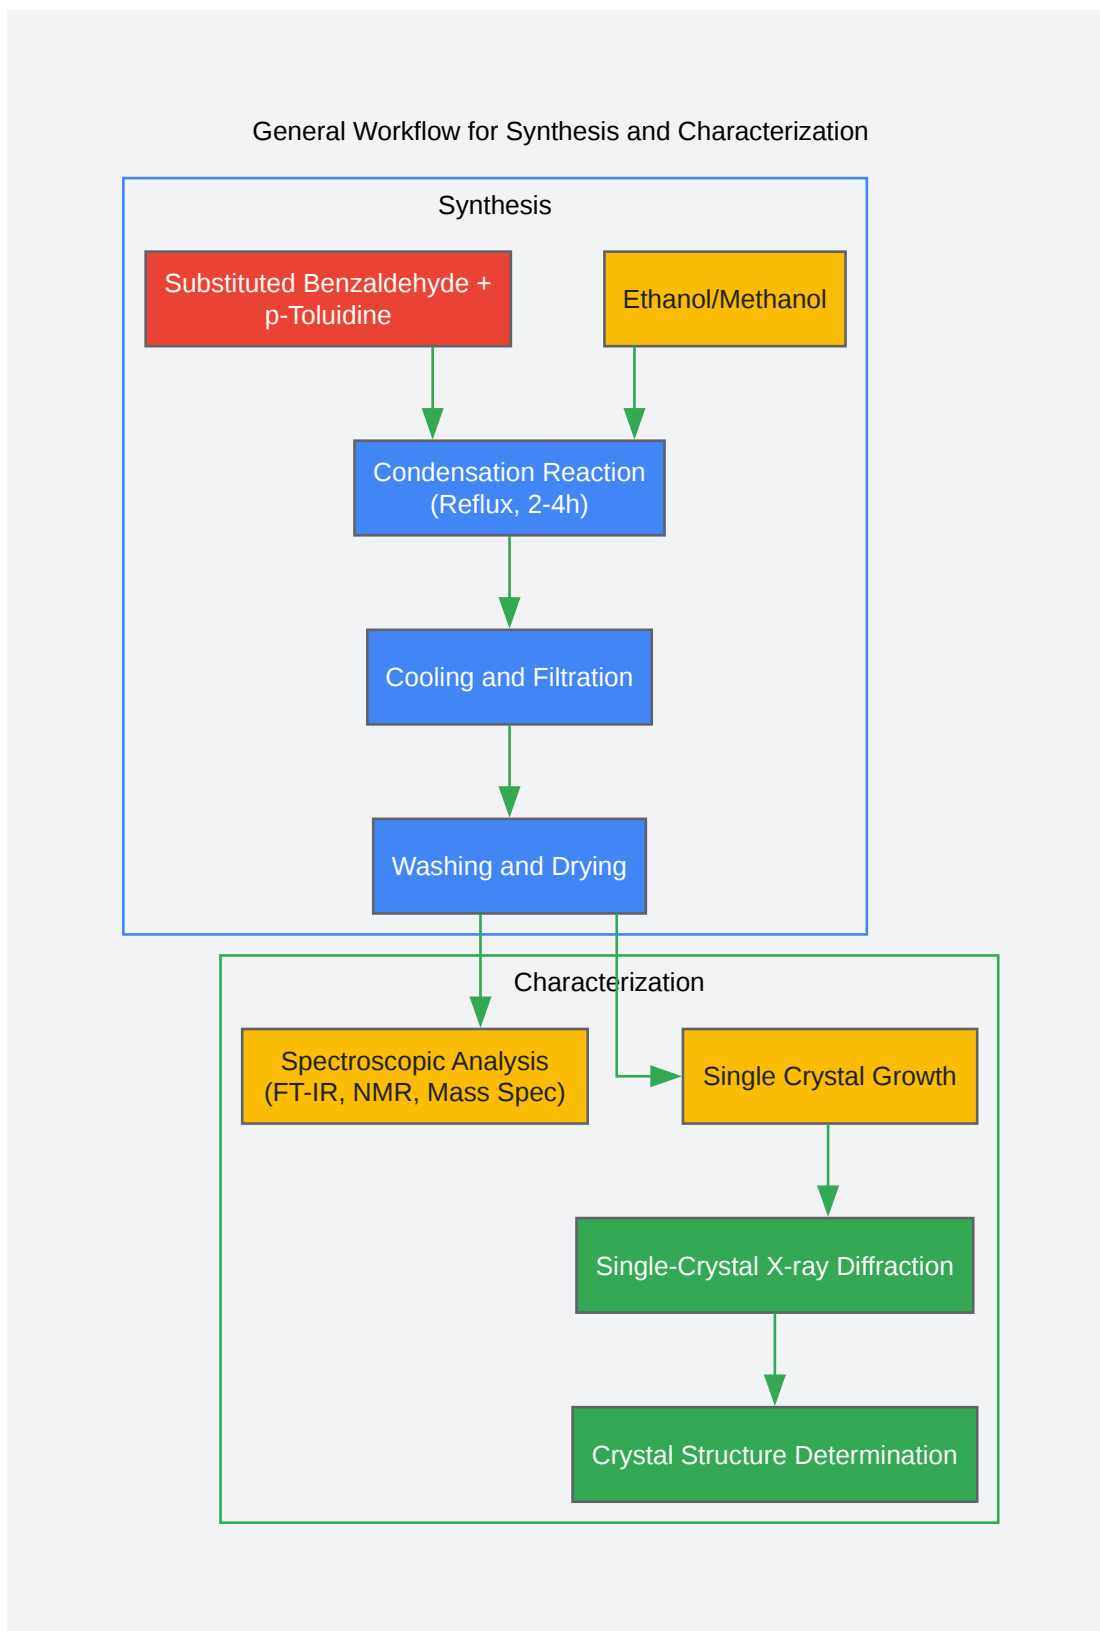 General Workflow for Synthesis and Characterization
Synthesis
Substituted Benzaldehyde +
p-Toluidine
Ethanol/Methanol
Condensation Reaction
(Reflux, 2-4h)
Cooling and Filtration
Washing and Drying
Characterization
Spectroscopic Analysis
(FT-IR, NMR, Mass Spec)
Single Crystal Growth
Single-Crystal X-ray Diffraction
Crystal Structure Determination